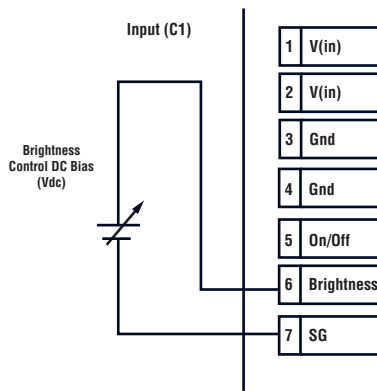 Input (C1)
1 V(in)
2 V(in)
3 Gnd
4 Gnd
5 On/Off
6 Brightness
7 SG
Brightness
Control DC Bias
(Vdc)